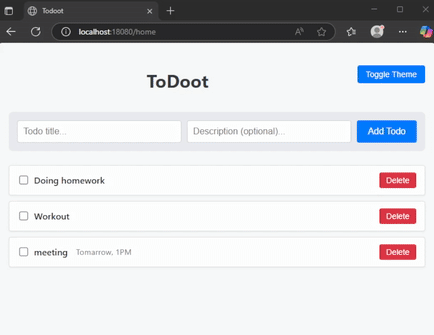 Todoot
localhost:18080/home
ToDoot
Toggle Theme
Todo title... Description (optional)... Add Todo
Doing homework Delete
Workout Delete
meeting Tomarrow, 1PM Delete